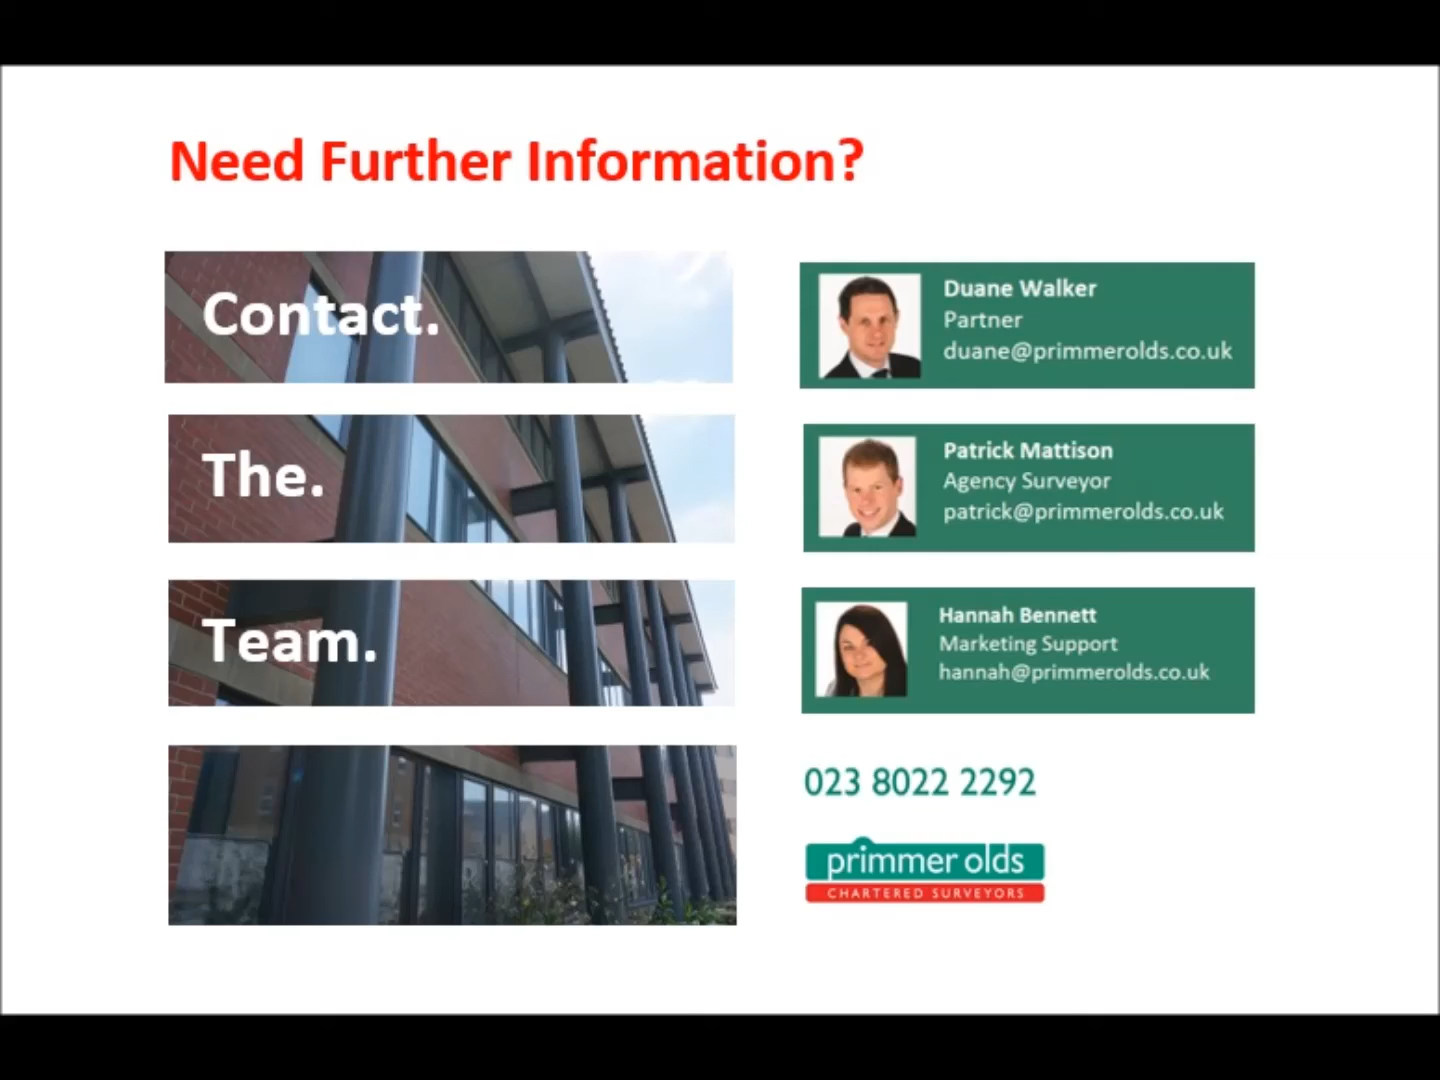 Need Further Information?
Contact.
The.
Team.
Duane Walker
Partner
duane@primmerolds.co.uk
Patrick Mattison
Agency Surveyor
patrick@primmerolds.co.uk
Hannah Bennett
Marketing Support
hannah@primmerolds.co.uk
023 8022 2292
primmer olds
CHARTERED SURVEYORS